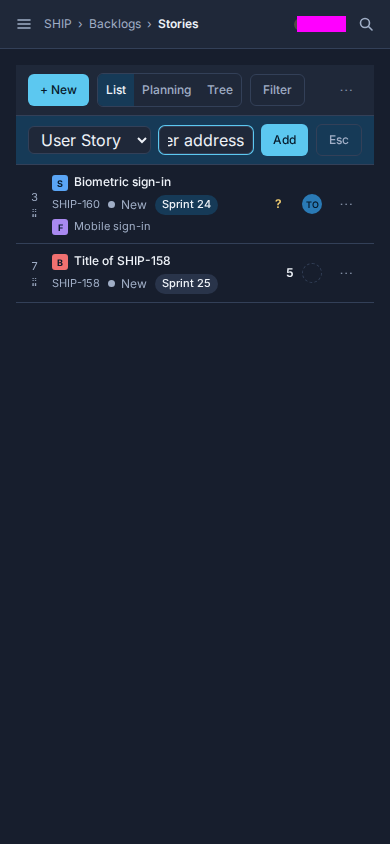 SHIP › Backlogs › Stories
+ New List Planning Tree Filter ···
User Story er address Add Esc
3 S Biometric sign-in
SHIP-160 New Sprint 24 ? TO ···
F Mobile sign-in
7 B Title of SHIP-158
SHIP-158 New Sprint 25 5 ···